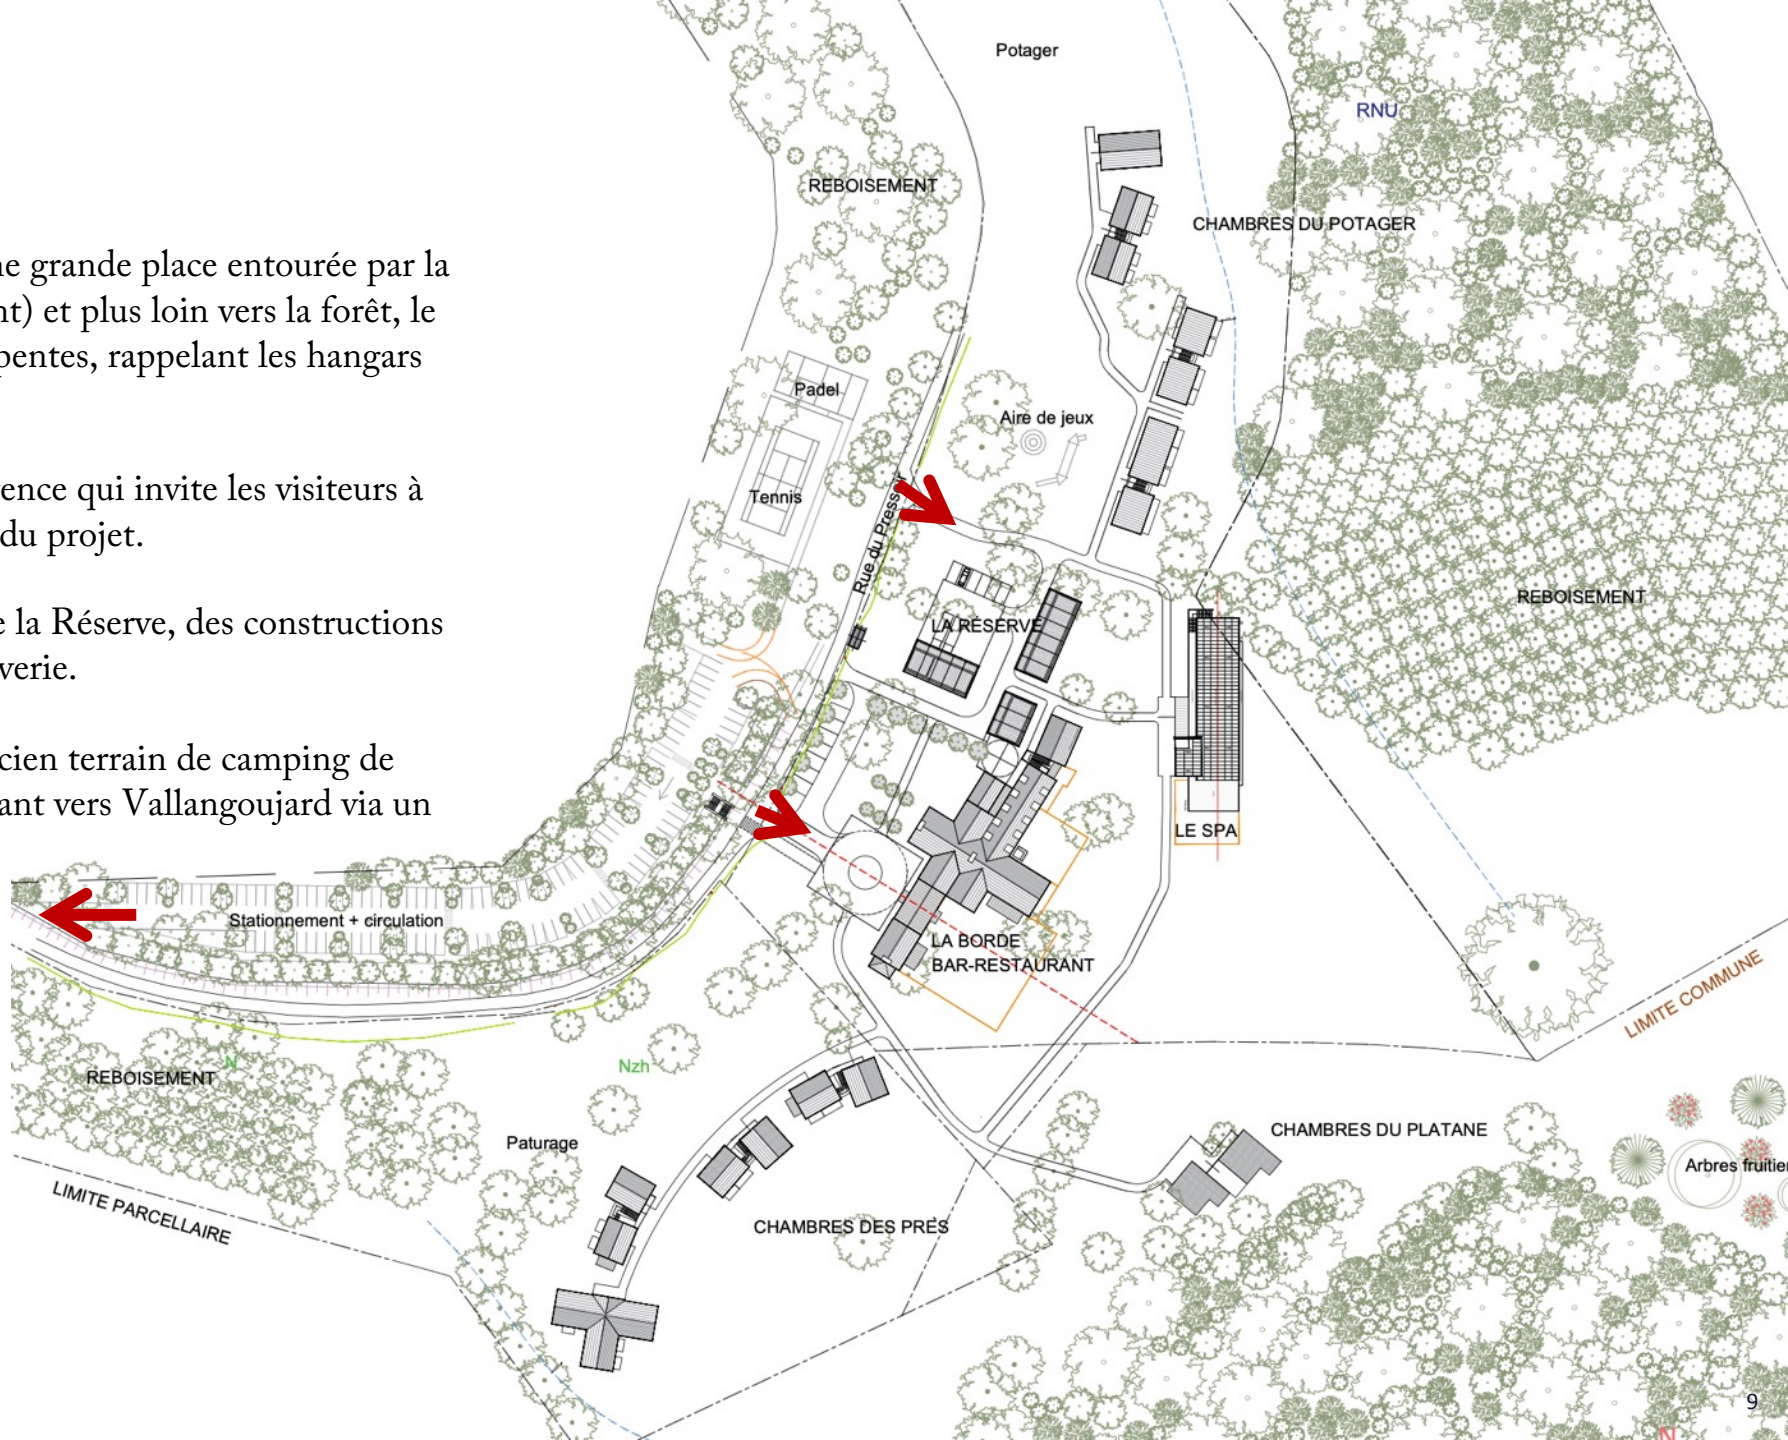 ne grande place entourée par la
nt) et plus loin vers la forêt, le
pentes, rappelant les hangars
rence qui invite les visiteurs à
du projet.
e la Réserve, des constructions
verie.
cien terrain de camping de
ant vers Vallangoujard via un
Potager
RNU
REBOISEMENT
CHAMBRES DU POTAGER
Padel
Aire de jeux
Tennis
Rue du Pressoir
REBOISEMENT
LA RÉSERVE
LE SPA
Stationnement + circulation
LA BORDE
BAR-RESTAURANT
LIMITE COMMUNE
N
Nzh
REBOISEMENT
Paturage
CHAMBRES DU PLATANE
Arbres fruitier
LIMITE PARCELLAIRE
CHAMBRES DES PRES
9
N